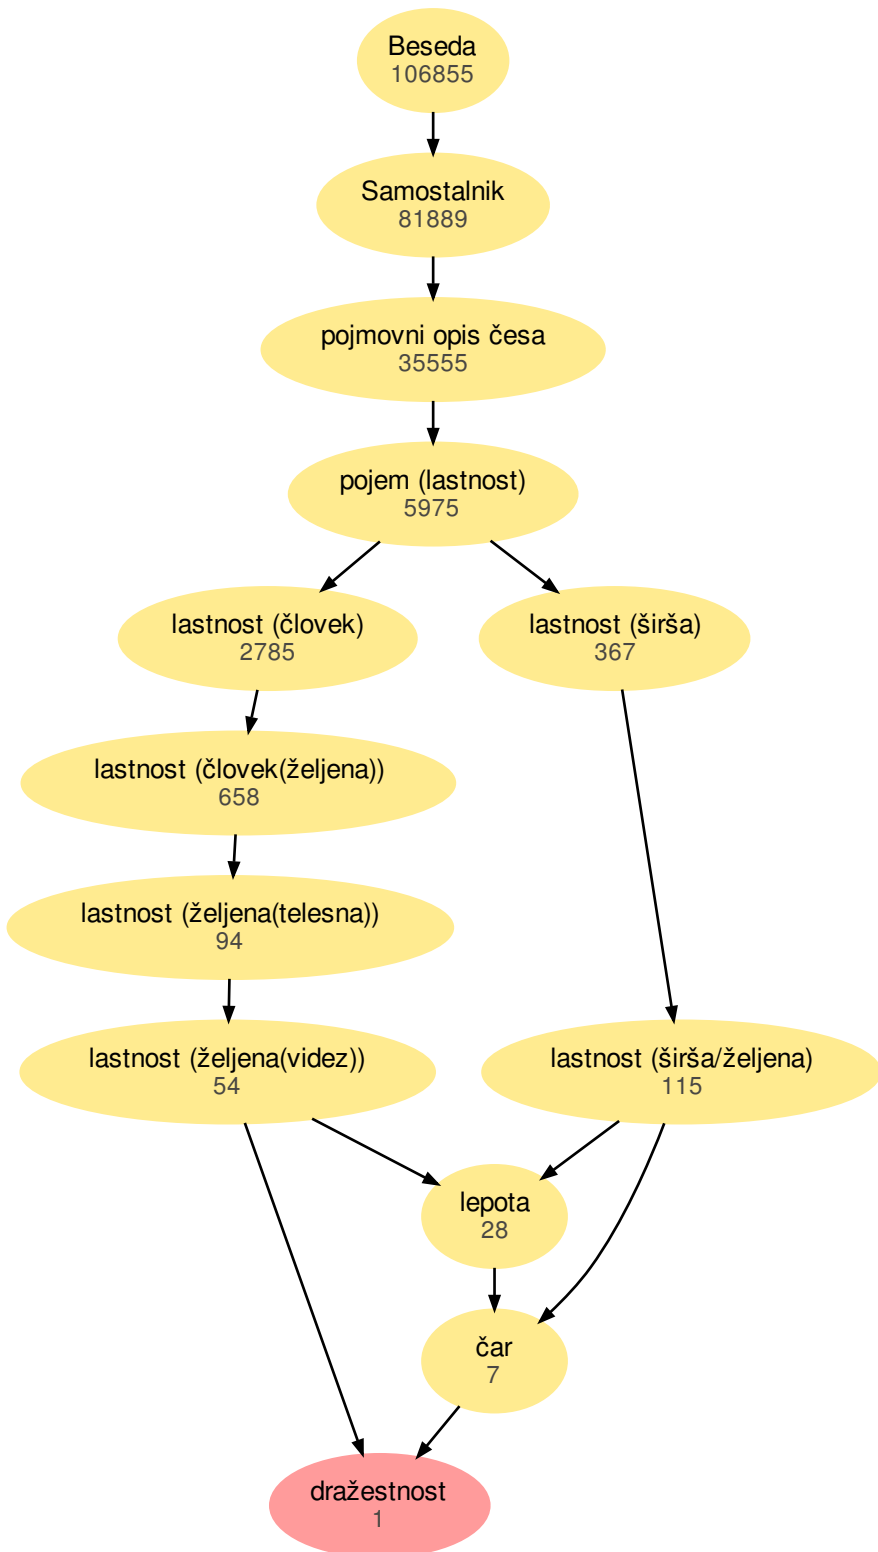 Beseda
106855
Samostalnik
81889
pojmovni opis česa
35555
pojem (lastnost)
5975
lastnost (človek)
2785
lastnost (širša)
367
lastnost (človek(željena))
658
lastnost (željena(telesna))
94
lastnost (željena(videz))
54
lastnost (širša/željena)
115
lepota
28
čar
7
dražestnost
1